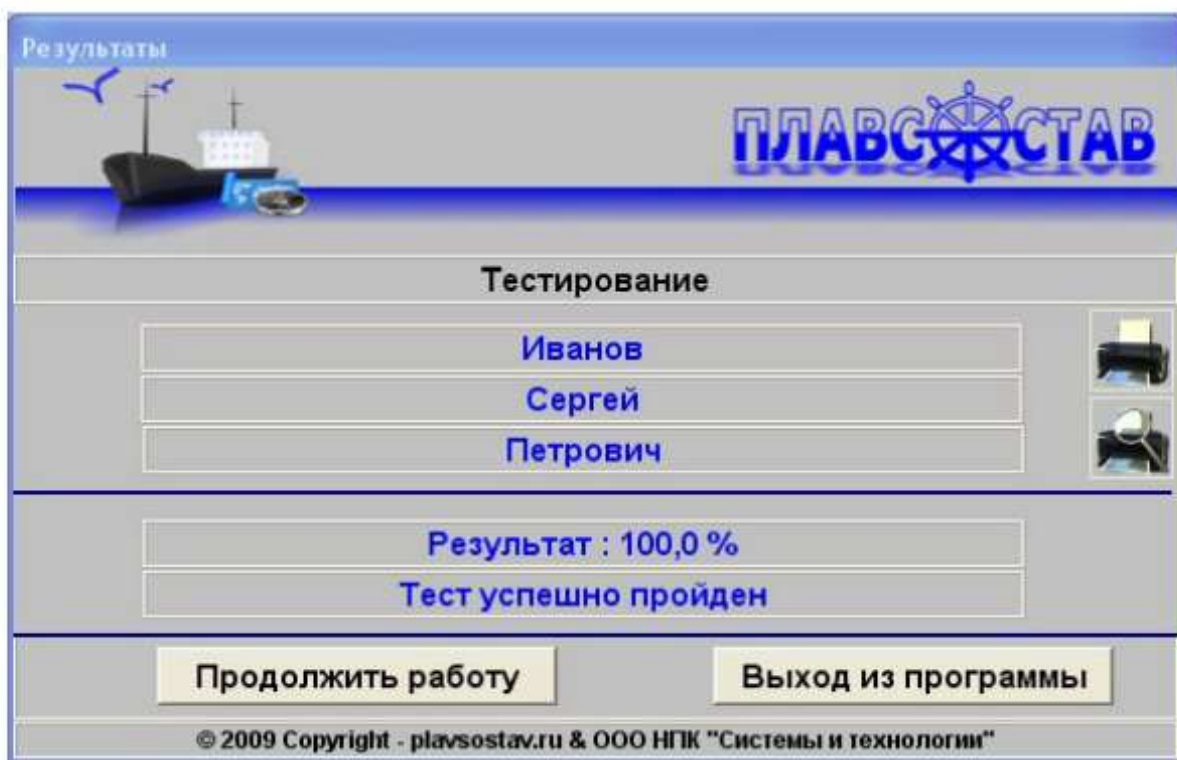 Результаты
ПЛАВСОСТАВ
Тестирование
Иванов
Сергей
Петрович
Результат : 100,0 %
Тест успешно пройден
Продолжить работу
Выход из программы
© 2009 Copyright - plavsostav.ru & ООО НПК "Системы и технологии"